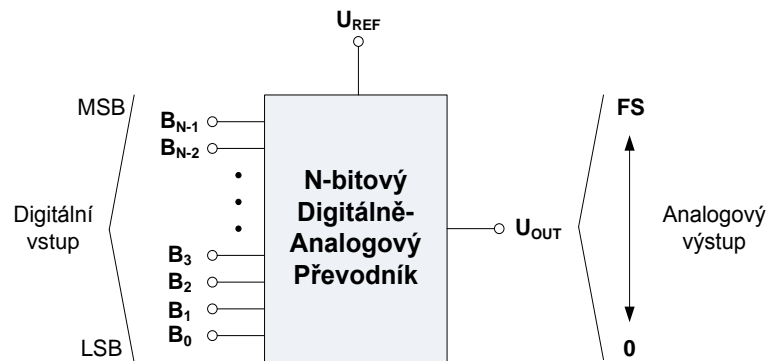 U_REF
MSB
B_N-1
B_N-2
Digitální
vstup
B_3
B_2
B_1
B_0
LSB
N-bitový
Digitálně-
Analogový
Převodník
U_OUT
FS
Analogový
výstup
0